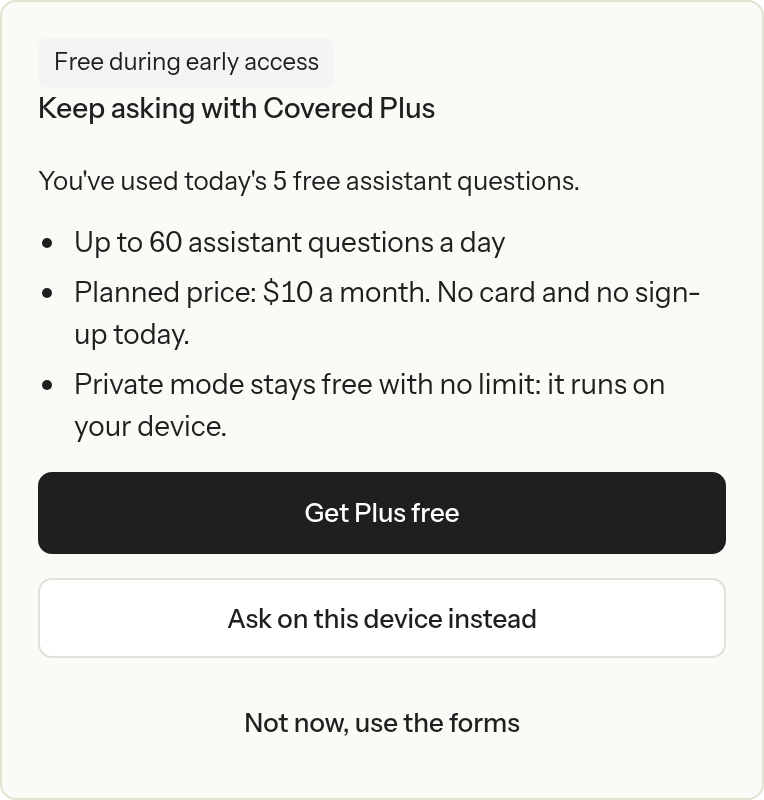 Free during early access
Keep asking with Covered Plus
You've used today's 5 free assistant questions.
• Up to 60 assistant questions a day
• Planned price: $10 a month. No card and no sign-
up today.
• Private mode stays free with no limit: it runs on
your device.
Get Plus free
Ask on this device instead
Not now, use the forms